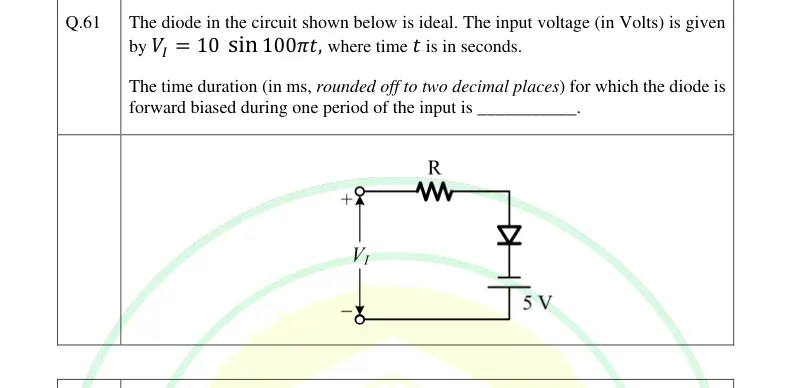 Q.61 The diode in the circuit shown below is ideal. The input voltage (in Volts) is given
by V_I = 10 sin 100πt, where time t is in seconds.
The time duration (in ms, rounded off to two decimal places) for which the diode is
forward biased during one period of the input is ___________.
R
+
V_I
−
5 V